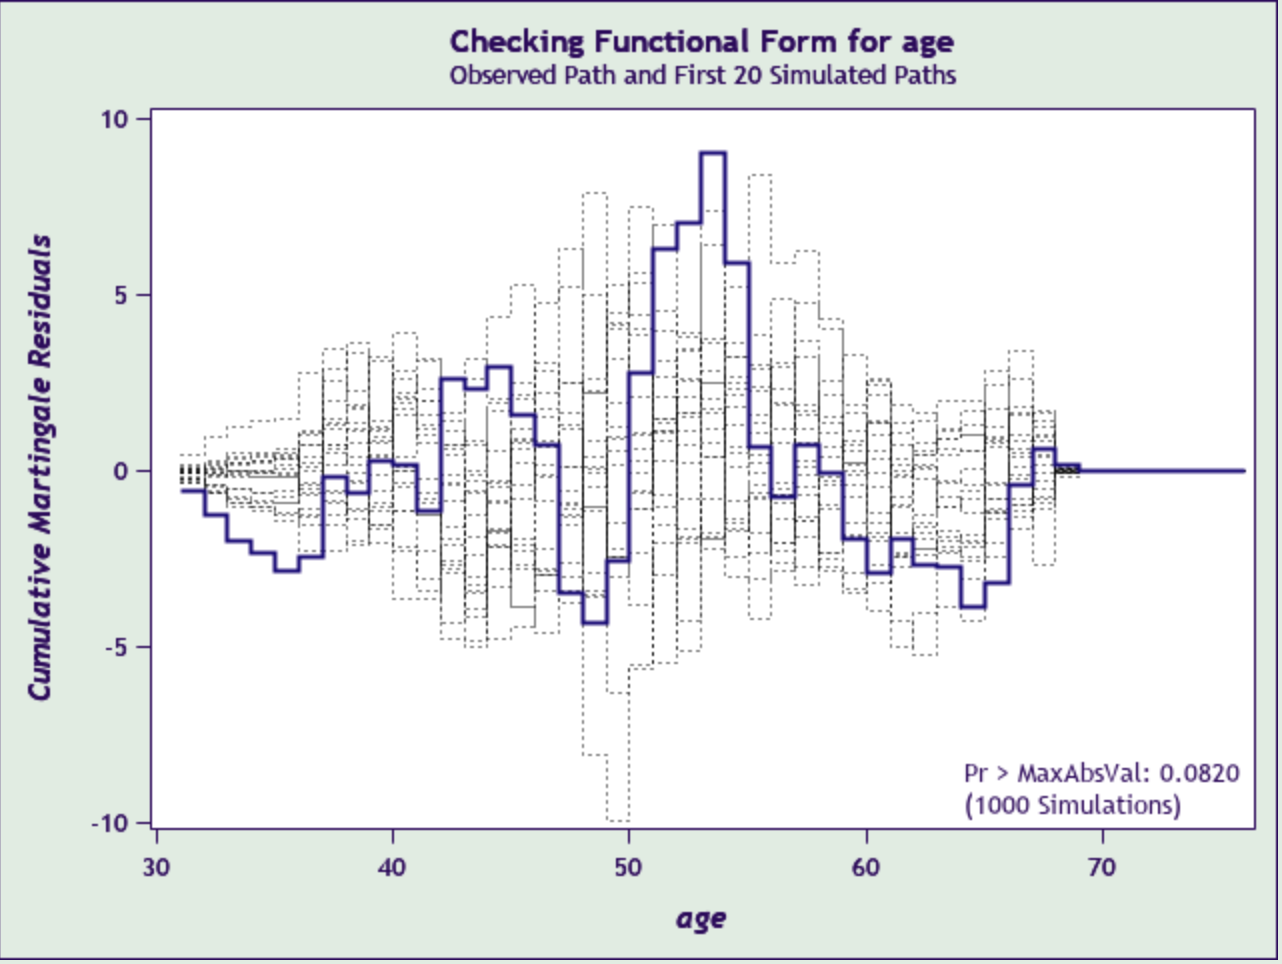 Checking Functional Form for age
Observed Path and First 20 Simulated Paths
10
5
0
-5
-10
Cumulative Martingale Residuals
Pr > MaxAbsVal: 0.0820
(1000 Simulations)
30 40 50 60 70
age